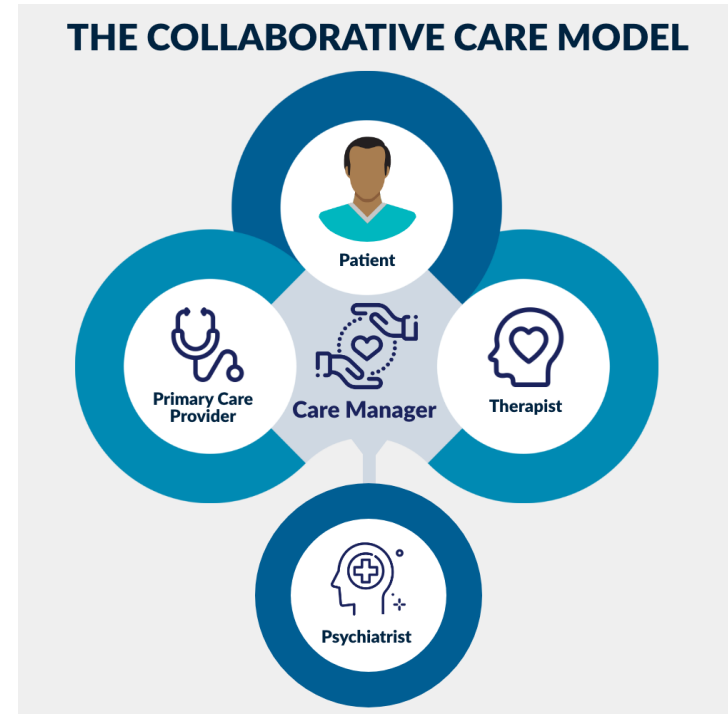 THE COLLABORATIVE CARE MODEL
Patient
Primary Care
Provider
Care Manager
Therapist
Psychiatrist